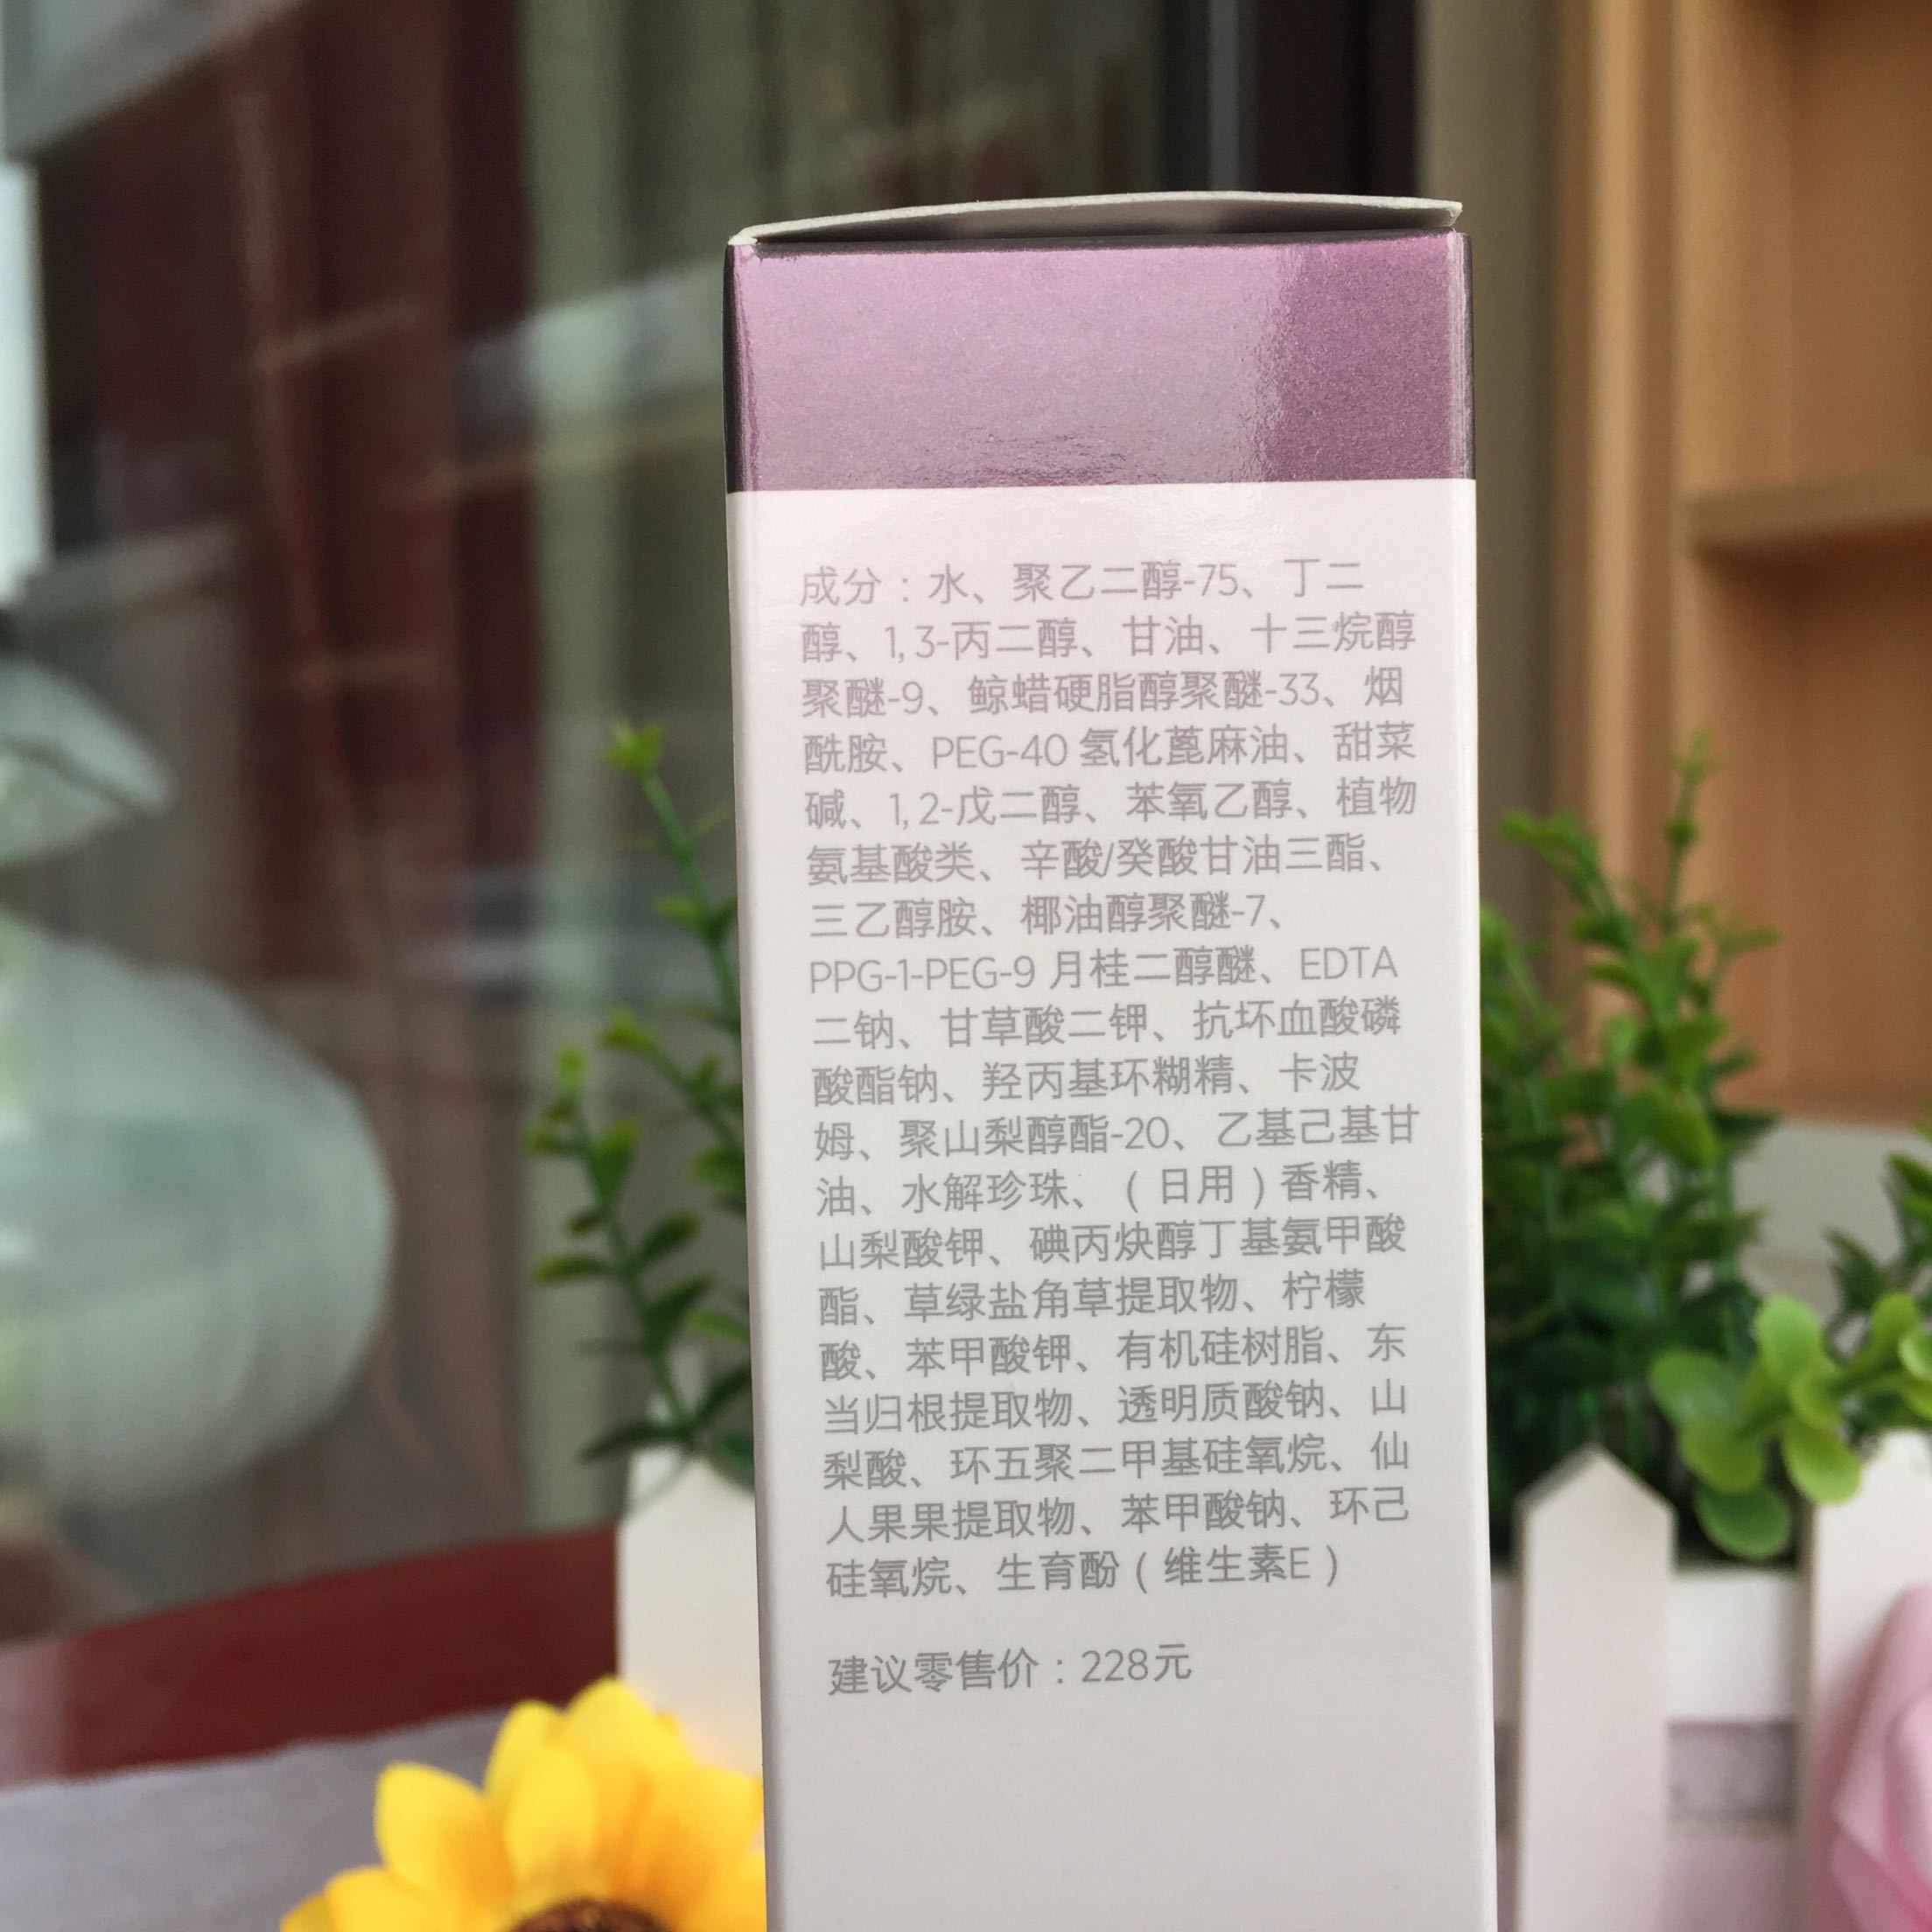 成分：水、聚乙二醇-75、丁二
醇、1, 3-丙二醇、甘油、十三烷醇
聚醚-9、鲸蜡硬脂醇聚醚-33、烟
酰胺、PEG-40 氢化蓖麻油、甜菜
碱、1, 2-戊二醇、苯氧乙醇、植物
氨基酸类、辛酸/癸酸甘油三酯、
三乙醇胺、椰油醇聚醚-7、
PPG-1-PEG-9 月桂二醇醚、EDTA
二钠、甘草酸二钾、抗坏血酸磷
酸酯钠、羟丙基环糊精、卡波
姆、聚山梨醇酯-20、乙基己基甘
油、水解珍珠、（日用）香精、
山梨酸钾、碘丙炔醇丁基氨甲酸
酯、草绿盐角草提取物、柠檬
酸、苯甲酸钾、有机硅树脂、东
当归根提取物、透明质酸钠、山
梨酸、环五聚二甲基硅氧烷、仙
人果果提取物、苯甲酸钠、环己
硅氧烷、生育酚（维生素E）
建议零售价：228元